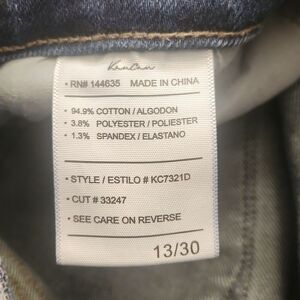 KanCan
• RN# 144635 MADE IN CHINA
• 94.9% COTTON / ALGODON
• 3.8% POLYESTER / POLIESTER
• 1.3% SPANDEX / ELASTANO
• STYLE / ESTILO # KC7321D
• CUT # 33247
• SEE CARE ON REVERSE
13/30